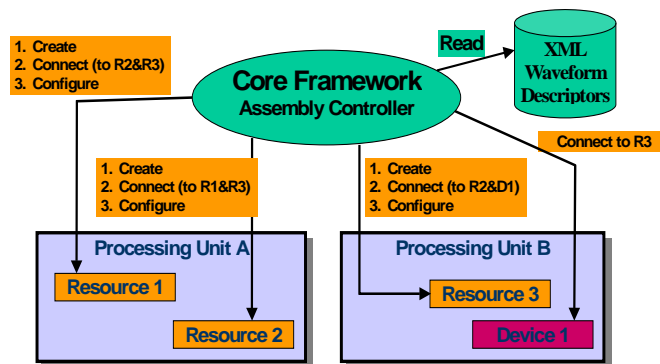 1. Create
2. Connect (to R2&R3)
3. Configure
Read
XML
Waveform
Descriptors
Core Framework
Assembly Controller
Connect to R3
1. Create
2. Connect (to R1&R3)
3. Configure
1. Create
2. Connect (to R2&D1)
3. Configure
Processing Unit A
Resource 1
Resource 2
Processing Unit B
Resource 3
Device 1